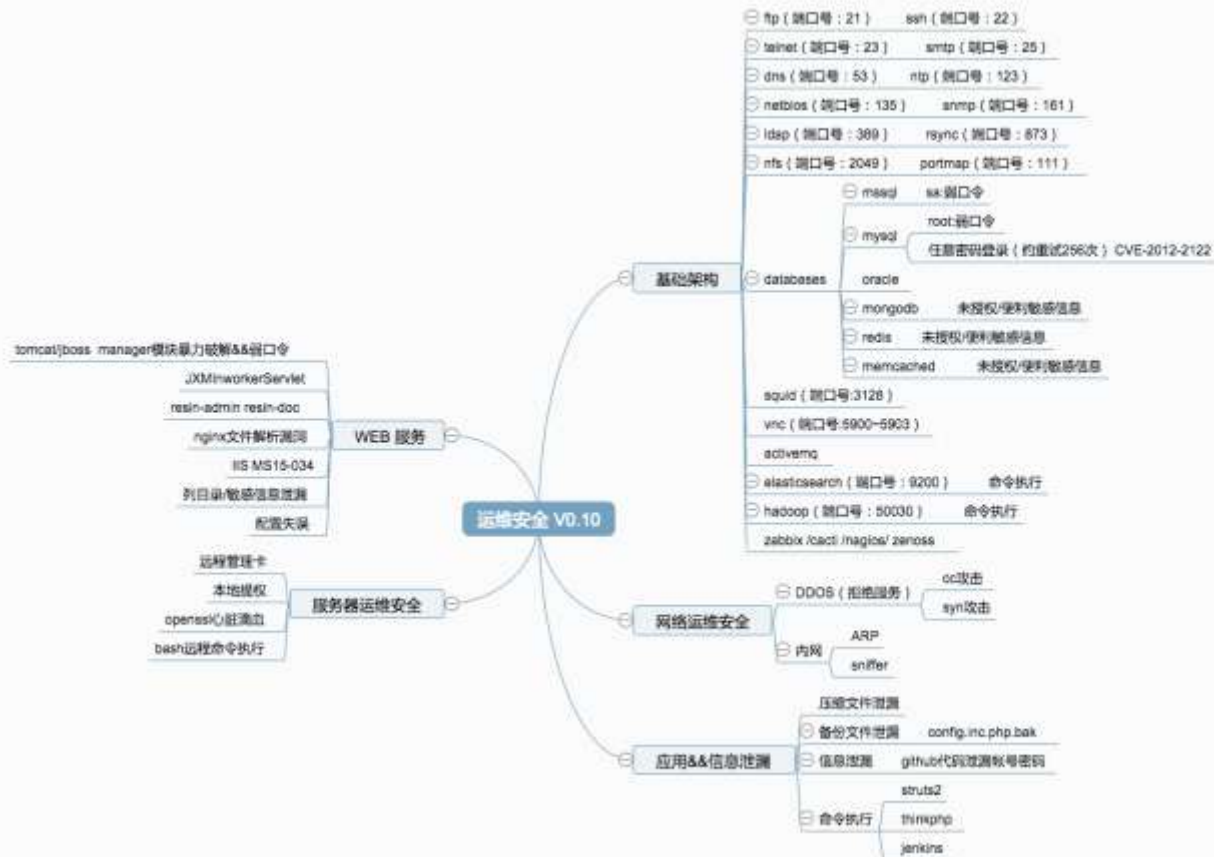 ftp（端口号：21） ssh（端口号：22）
telnet（端口号：23） smtp（端口号：25）
dns（端口号：53） ntp（端口号：123）
netbios（端口号：135） snmp（端口号：161）
ldap（端口号：389） rsync（端口号：873）
nfs（端口号：2049） portmap（端口号：111）
mssql sa:弱口令
mysql
root:弱口令
任意密码登录（约重试256次）CVE-2012-2122
基础架构
databases
oracle
mongodb 未授权/便利敏感信息
redis 未授权/便利敏感信息
memcached 未授权/便利敏感信息
squid（端口号:3128）
vnc（端口号:5900~5903）
activemq
elasticsearch（端口号：9200） 命令执行
hadoop（端口号：50030） 命令执行
zabbix /cacti /nagios/ zenoss
tomcat/jboss manager模块暴力破解&&弱口令
JXMInworkerServlet
resin-admin resin-doc
nginx文件解析漏洞
WEB 服务
IIS MS15-034
列目录/敏感信息泄漏
配置失误
运维安全 V0.10
远程管理卡
本地提权
服务器运维安全
openssl心脏滴血
bash远程命令执行
网络运维安全
DDOS（拒绝服务）
cc攻击
syn攻击
内网
ARP
sniffer
应用&&信息泄漏
压缩文件泄漏
备份文件泄漏 config.inc.php.bak
信息泄漏 github代码泄漏帐号密码
命令执行
struts2
thinkphp
jenkins